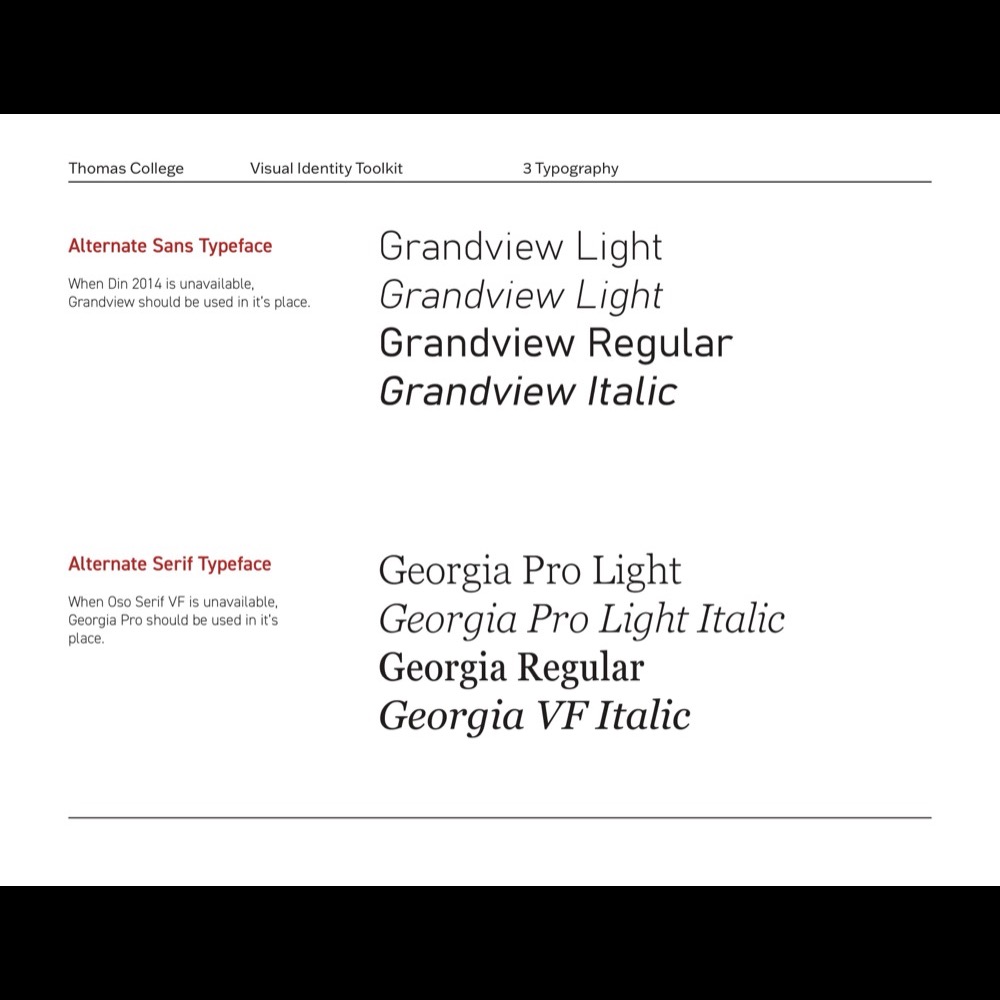 Thomas College Visual Identity Toolkit 3 Typography
Alternate Sans Typeface
When Din 2014 is unavailable,
Grandview should be used in it's place.
Grandview Light
Grandview Light
Grandview Regular
Grandview Italic
Alternate Serif Typeface
When Oso Serif VF is unavailable,
Georgia Pro should be used in it's
place.
Georgia Pro Light
Georgia Pro Light Italic
Georgia Regular
Georgia VF Italic